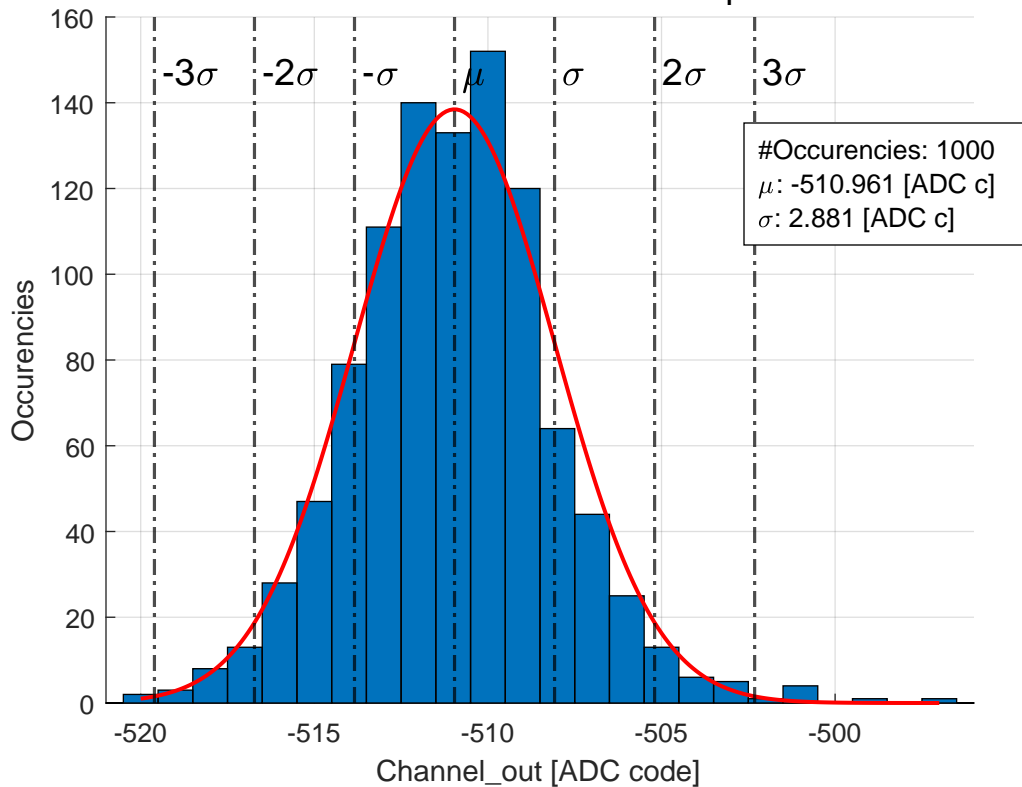 160
140
120
100
80
60
40
20
0
Occurencies
-3σ
-2σ
-σ
μ
σ
2σ
3σ
#Occurencies: 1000
μ: -510.961 [ADC c]
σ: 2.881 [ADC c]
-520
-515
-510
-505
-500
Channel_out [ADC code]